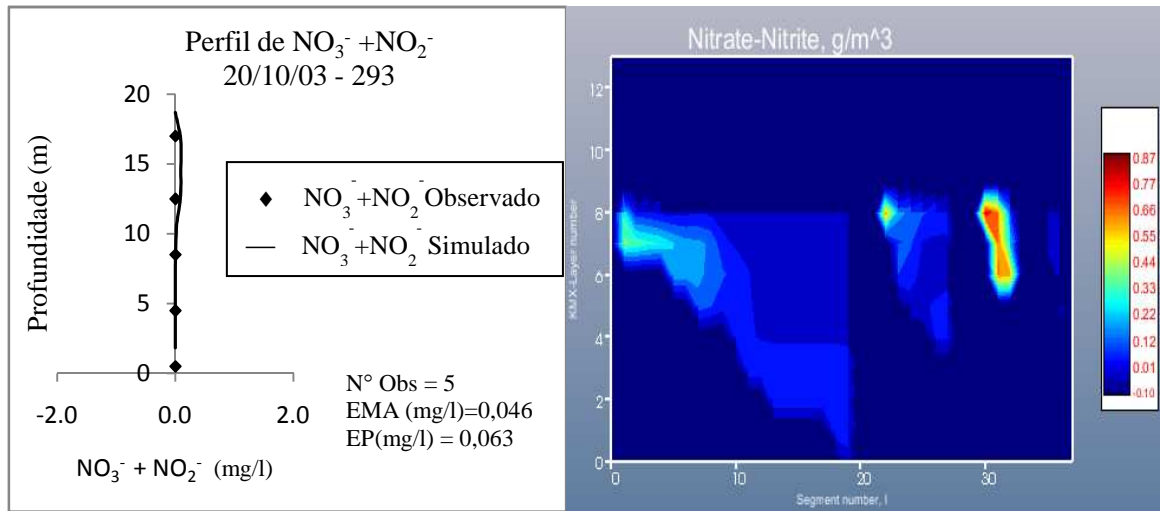 Perfil de NO₃⁻ +NO₂⁻
20/10/03 - 293
Profundidade (m)
20
15
10
5
0
-2.0
0.0
2.0
NO₃⁻ + NO₂⁻ (mg/l)
NO₃⁻+NO₂⁻ Observado
NO₃⁻+NO₂⁻ Simulado
N° Obs = 5
EMA (mg/l)=0,046
EP(mg/l) = 0,063
Nitrate-Nitrite, g/m^3
KMX-Layer number
12
10
8
6
4
2
0
0
10
20
30
Segment number, I
0.87
0.77
0.66
0.55
0.44
0.33
0.22
0.12
0.01
-0.10